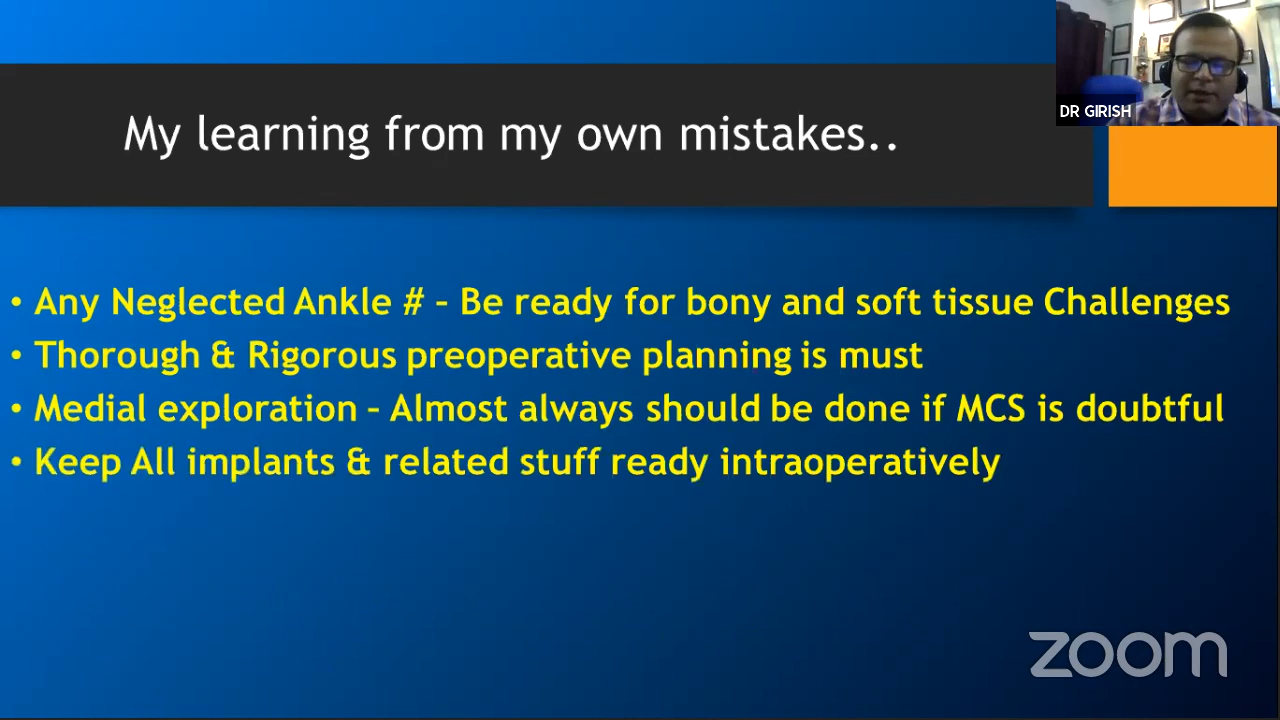 DR GIRISH
My learning from my own mistakes..
• Any Neglected Ankle # – Be ready for bony and soft tissue Challenges
• Thorough & Rigorous preoperative planning is must
• Medial exploration – Almost always should be done if MCS is doubtful
• Keep All implants & related stuff ready intraoperatively
zoom